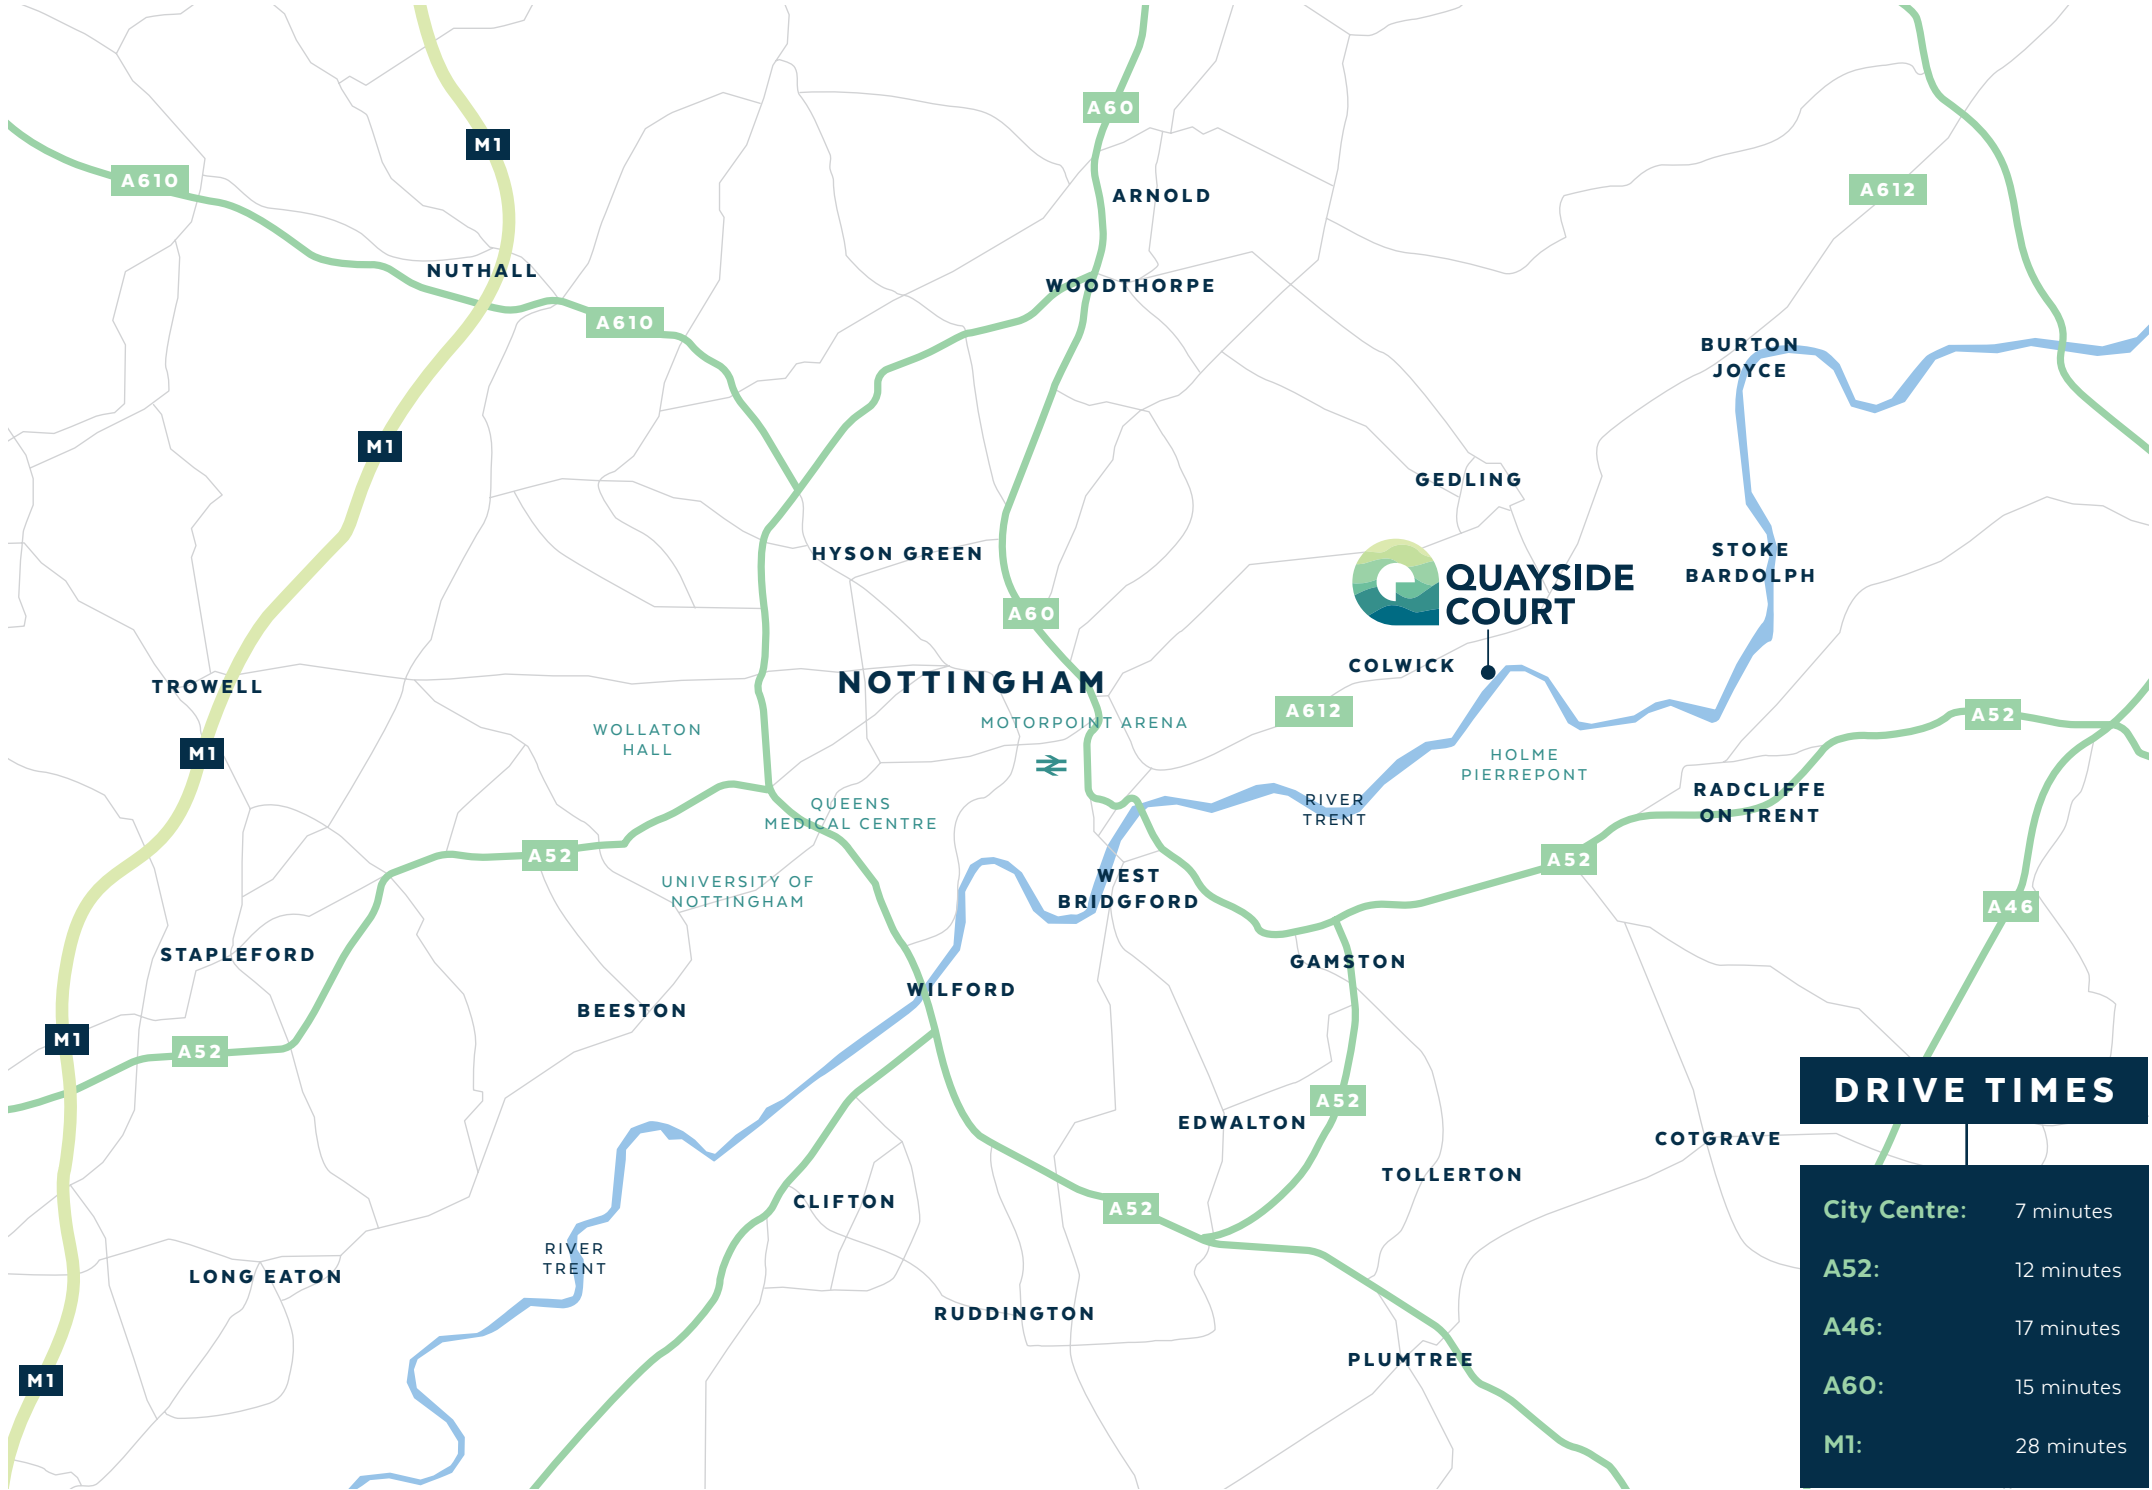 A60
M1
A610
A612
ARNOLD
NUTHALL
WOODTHORPE
A610
BURTON
JOYCE
M1
GEDLING
HYSON GREEN
STOKE
BARDOLPH
QUAYSIDE
COURT
A60
COLWICK
TROWELL
NOTTINGHAM
A612
A52
MOTORPOINT ARENA
WOLLATON
HALL
M1
HOLME
PIERREPONT
RADCLIFFE
ON TRENT
RIVER
TRENT
QUEENS
MEDICAL CENTRE
A52
A52
WEST
BRIDGFORD
UNIVERSITY OF
NOTTINGHAM
A46
STAPLEFORD
GAMSTON
WILFORD
BEESTON
M1
A52
A52
EDWALTON
COTGRAVE
TOLLERTON
CLIFTON
A52
RIVER
TRENT
LONG EATON
RUDDINGTON
PLUMTREE
M1
DRIVE TIMES
City Centre: 7 minutes
A52: 12 minutes
A46: 17 minutes
A60: 15 minutes
M1: 28 minutes